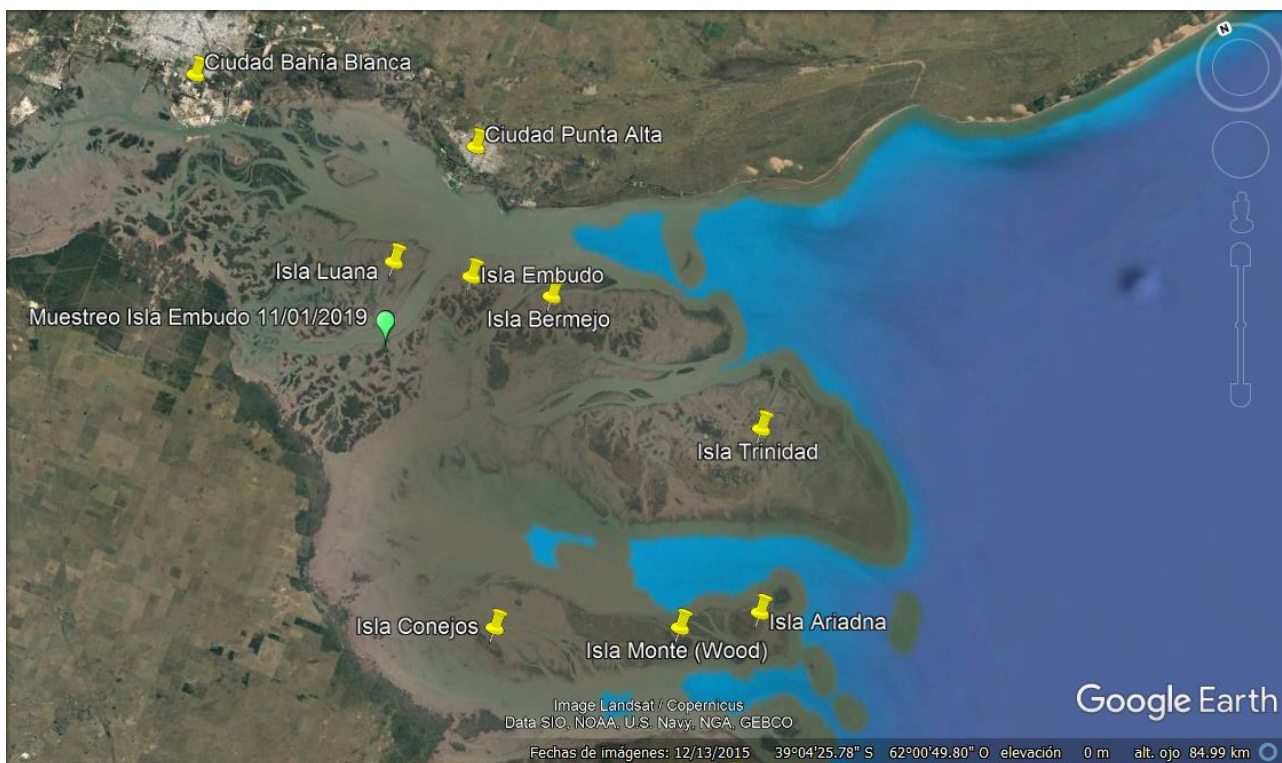 N
Ciudad Bahía Blanca
Ciudad Punta Alta
Isla Luana
Isla Embudo
Muestreo Isla Embudo 11/01/2019
Isla Bermejo
Isla Trinidad
Isla Conejos
Isla Ariadna
Isla Monte (Wood)
Google Earth
Image Landsat / Copernicus
Data SIO, NOAA, U.S. Navy, NGA, GEBCO
Fechas de imágenes: 12/13/2015 39°04'25.78" S 62°00'49.80" O elevación 0 m alt. ojo 84.99 km